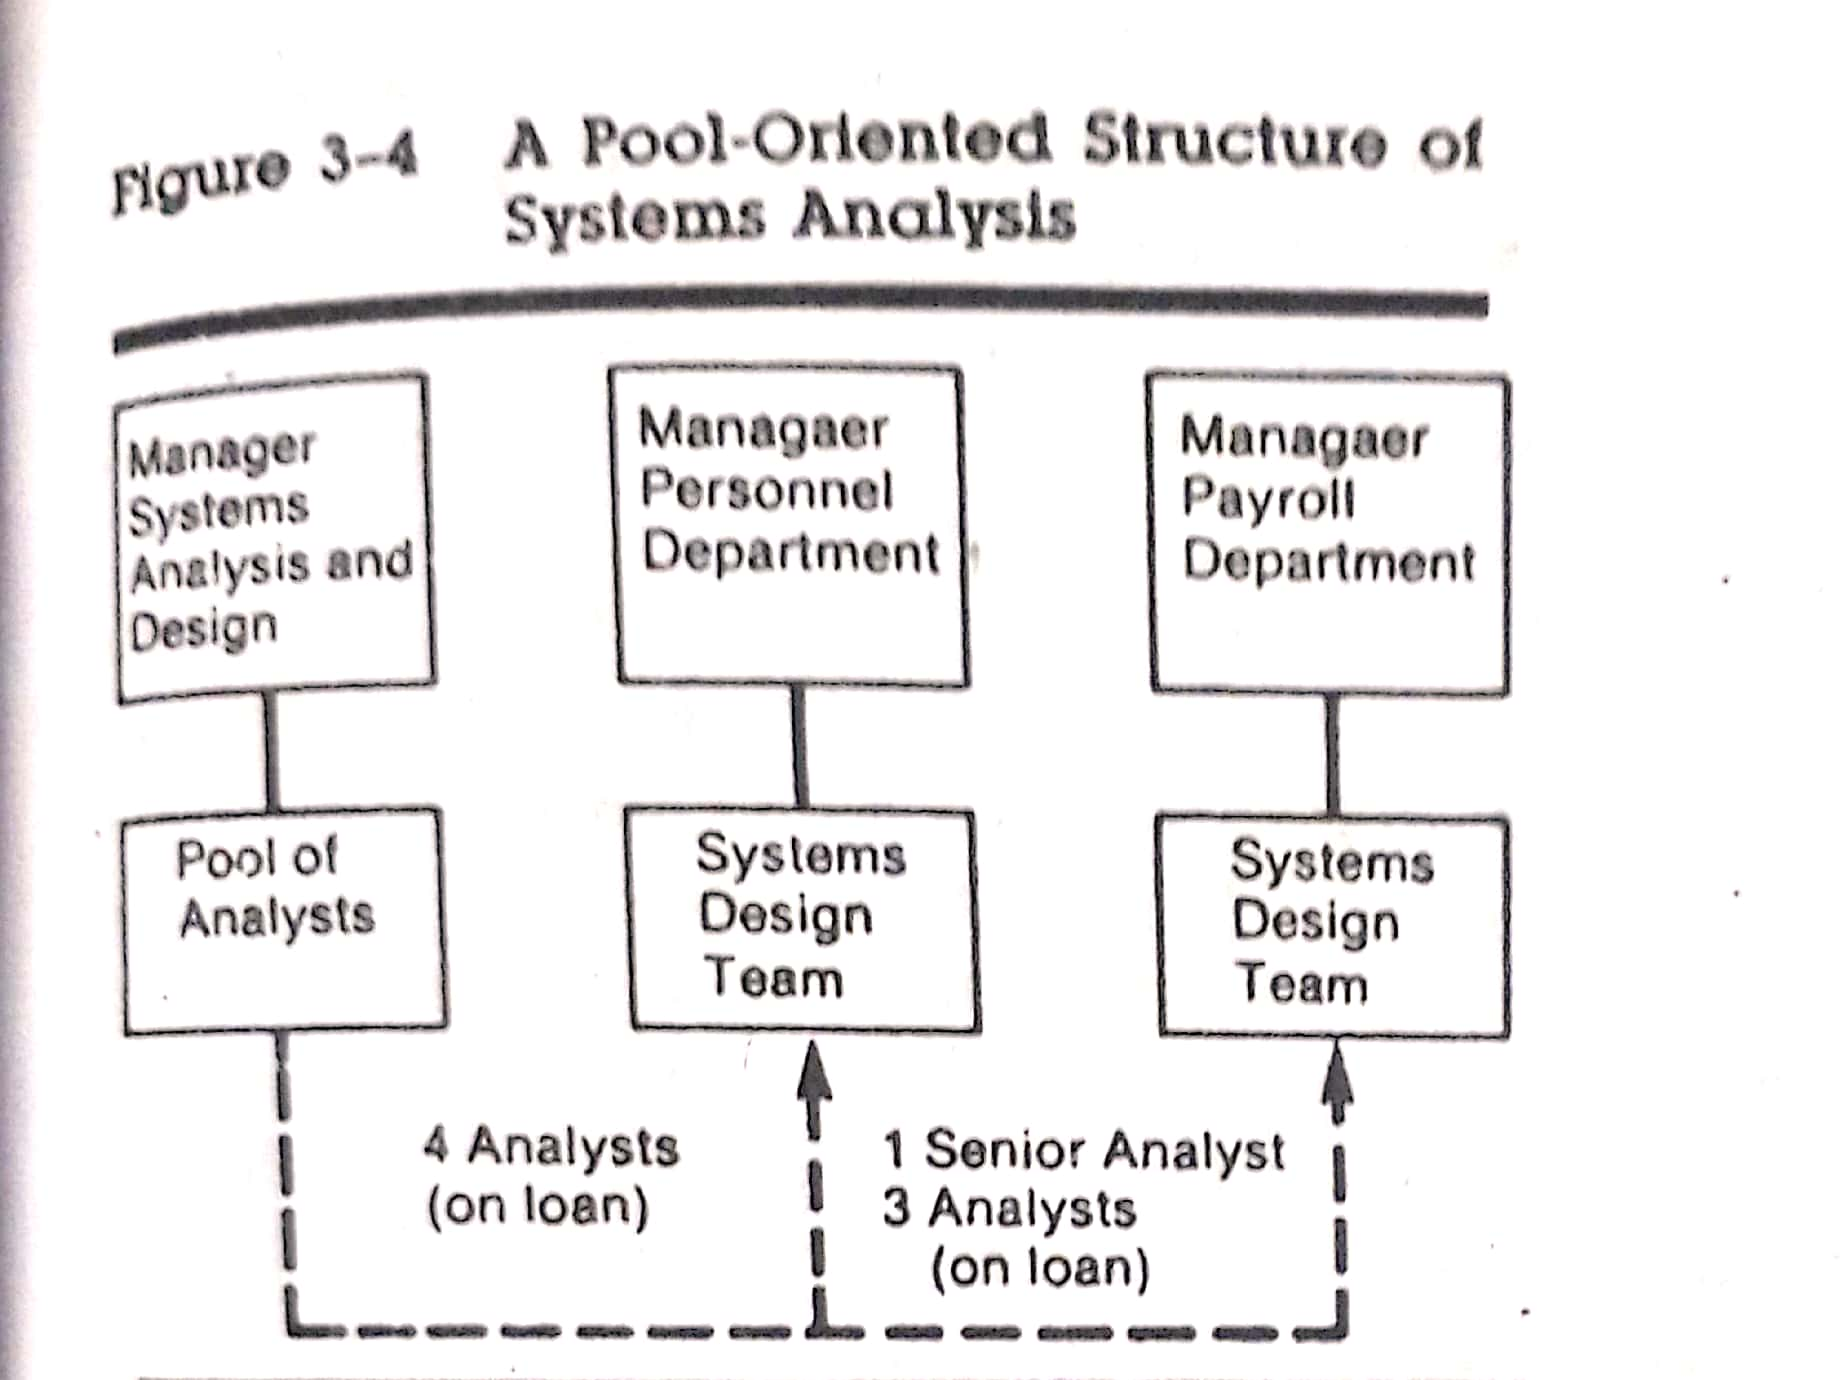 Figure 3-4 A Pool-Oriented Structure of
Systems Analysis
Manager
Systems
Analysis and
Design
Managaer
Personnel
Department
Managaer
Payroll
Department
Pool of
Analysts
Systems
Design
Team
Systems
Design
Team
4 Analysts
(on loan)
1 Senior Analyst
3 Analysts
(on loan)